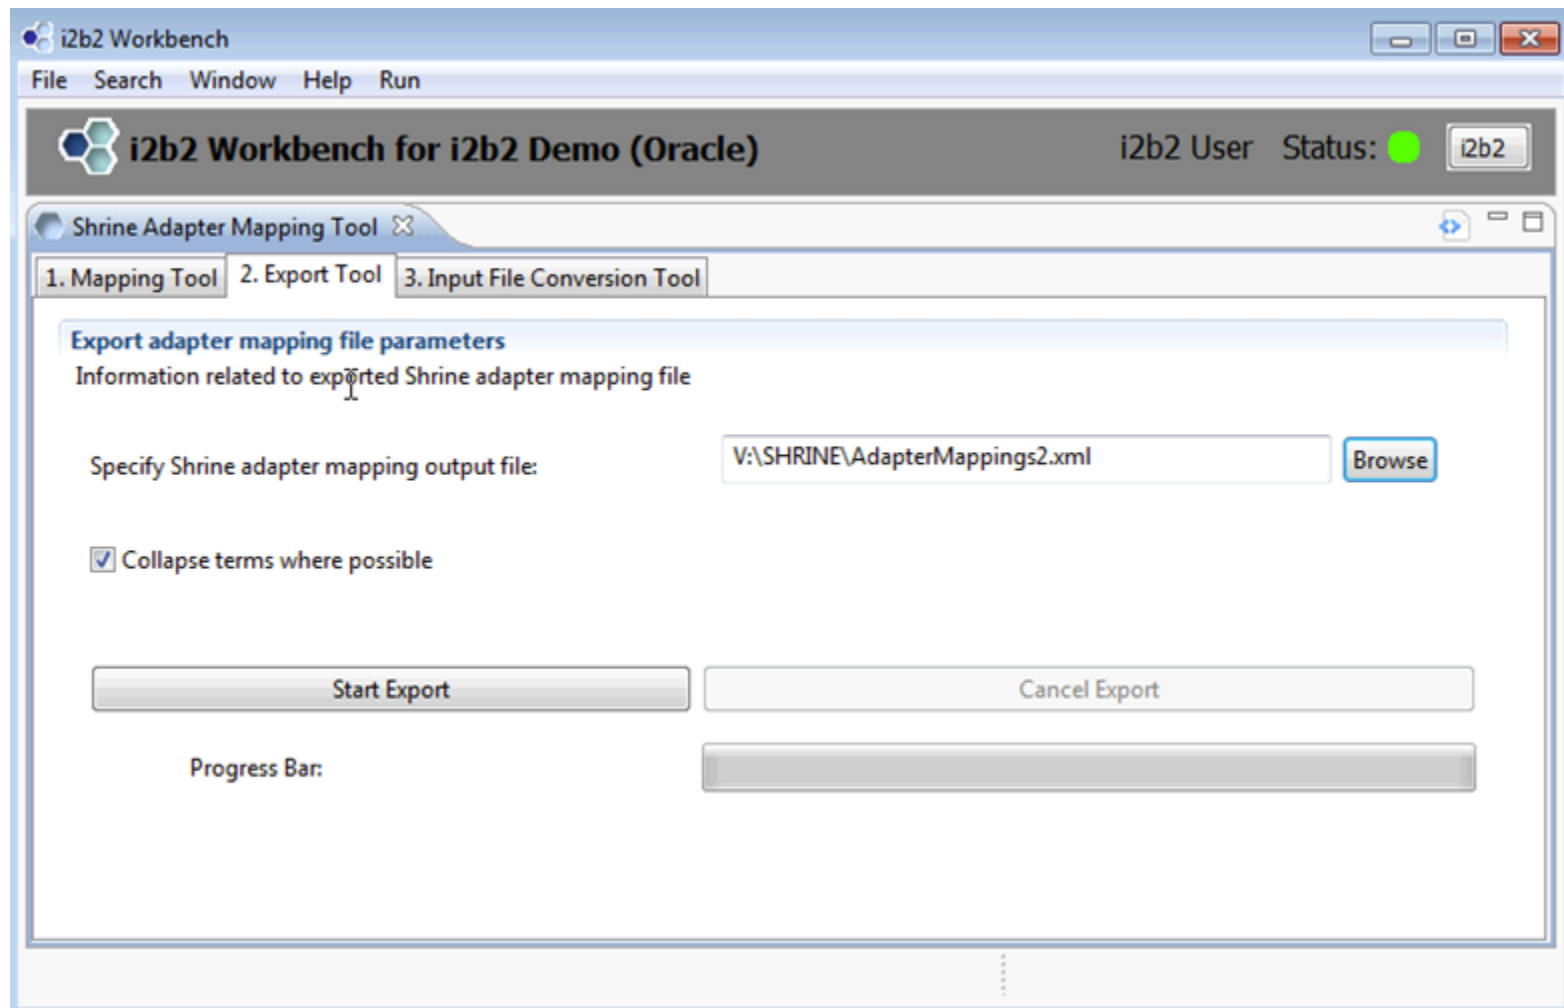 i2b2 Workbench
File Search Window Help Run
i2b2 Workbench for i2b2 Demo (Oracle) i2b2 User Status: i2b2
Shrine Adapter Mapping Tool
1. Mapping Tool 2. Export Tool 3. Input File Conversion Tool
Export adapter mapping file parameters
Information related to exported Shrine adapter mapping file
Specify Shrine adapter mapping output file: V:\SHRINE\AdapterMappings2.xml Browse
Collapse terms where possible
Start Export Cancel Export
Progress Bar: